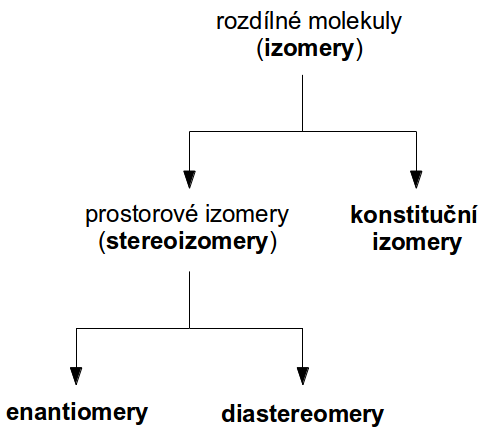 rozdílné molekuly
(izomery)
prostorové izomery
(stereoizomery)
konstituční
izomery
enantiomery
diastereomery